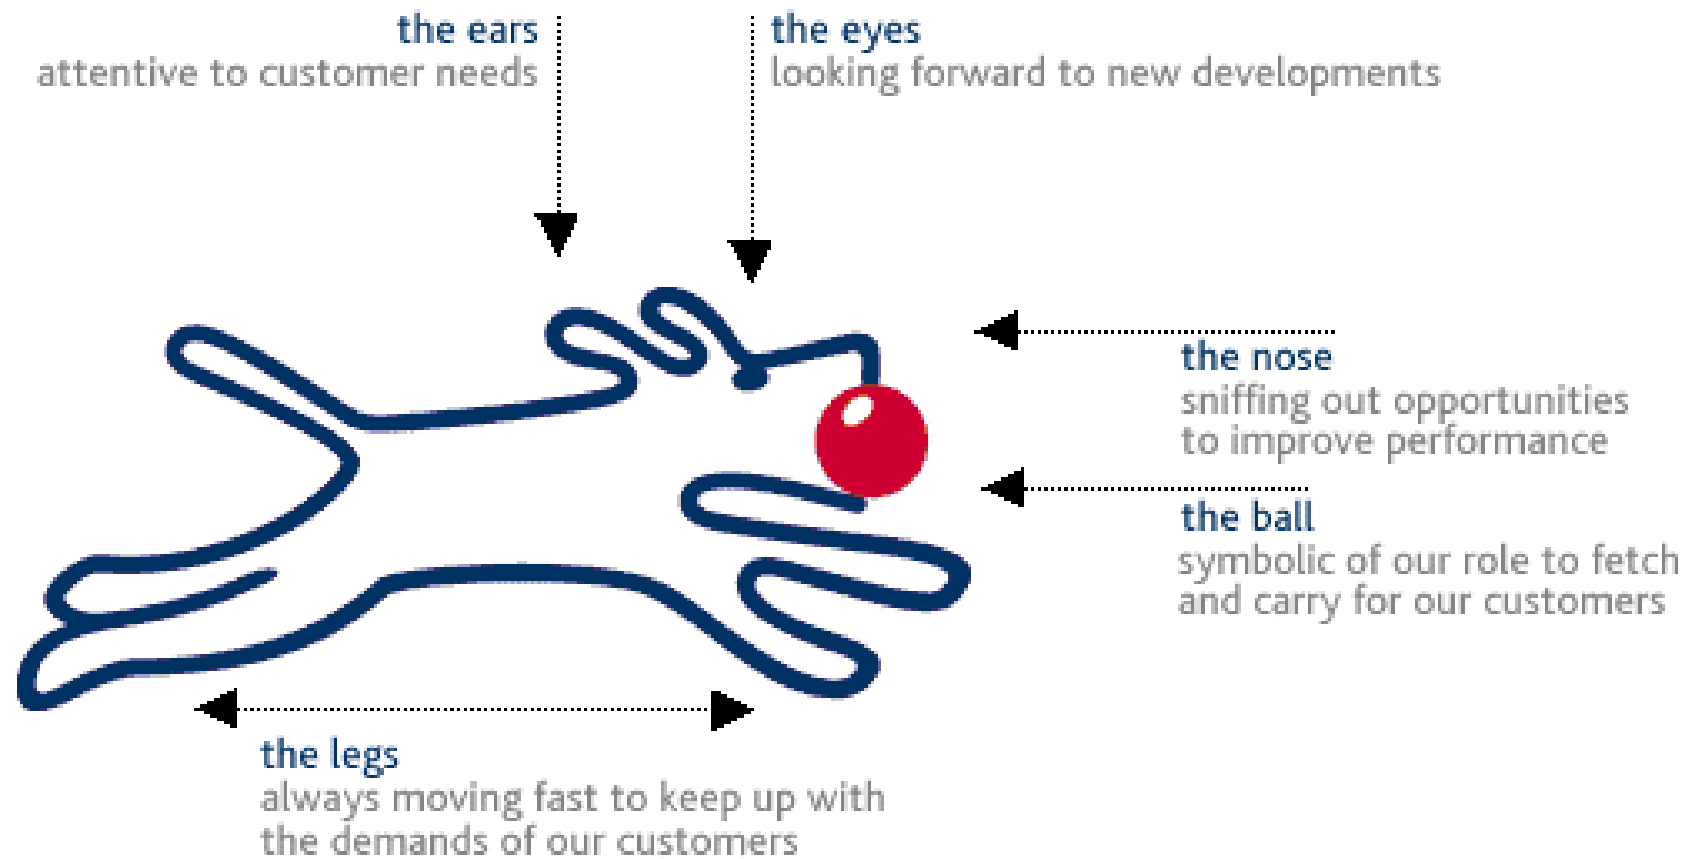 the ears
attentive to customer needs
the eyes
looking forward to new developments
the nose
sniffing out opportunities
to improve performance
the ball
symbolic of our role to fetch
and carry for our customers
the legs
always moving fast to keep up with
the demands of our customers